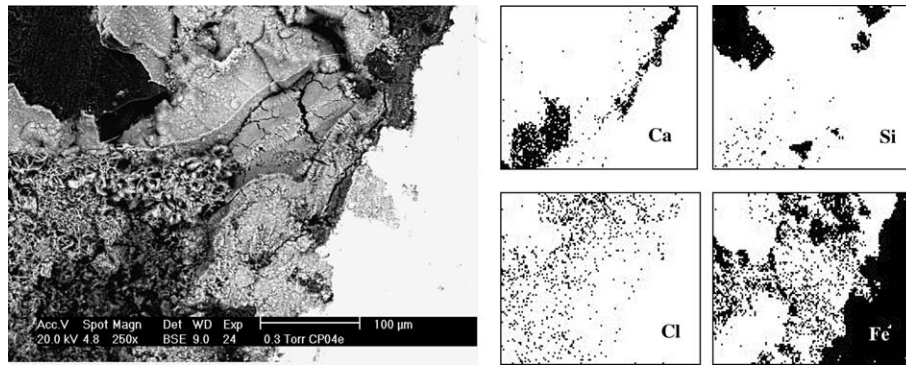 Acc.V Spot Magn Det WD Exp 100 µm
20.0 kV 4.8 250x BSE 9.0 24 0.3 Torr CP04e
Ca
Si
Cl
Fe